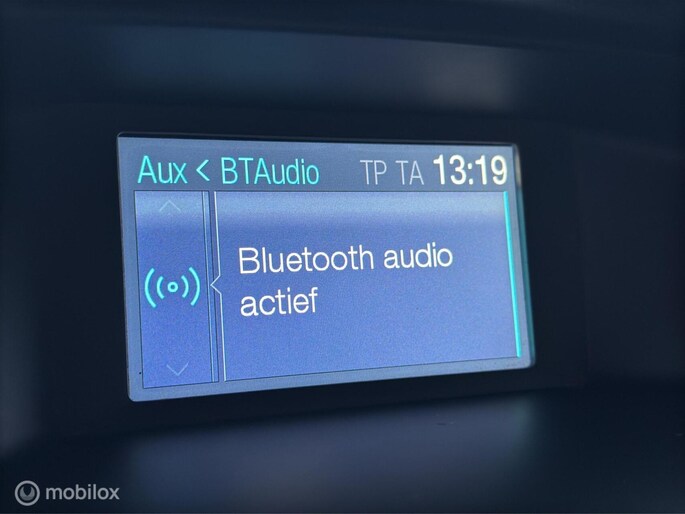 Aux < BTAudio TP TA 13:19
Bluetooth audio
actief
mobilox